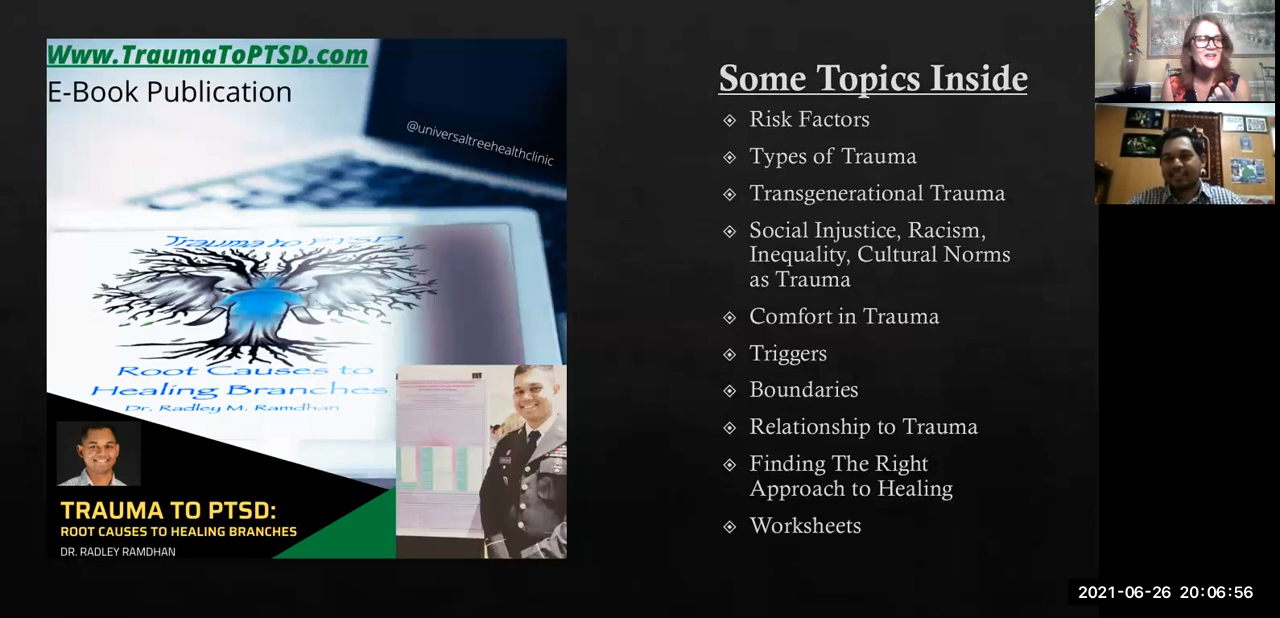 Www.TraumaToPTSD.com
E-Book Publication
@universaltreehealthclinic
Trauma to PTSD
Root Causes to
Healing Branches
Dr. Radley M. Ramdhan
TRAUMA TO PTSD:
ROOT CAUSES TO HEALING BRANCHES
DR. RADLEY RAMDHAN
Some Topics Inside
Risk Factors
Types of Trauma
Transgenerational Trauma
Social Injustice, Racism,
Inequality, Cultural Norms
as Trauma
Comfort in Trauma
Triggers
Boundaries
Relationship to Trauma
Finding The Right
Approach to Healing
Worksheets
2021-06-26 20:06:56